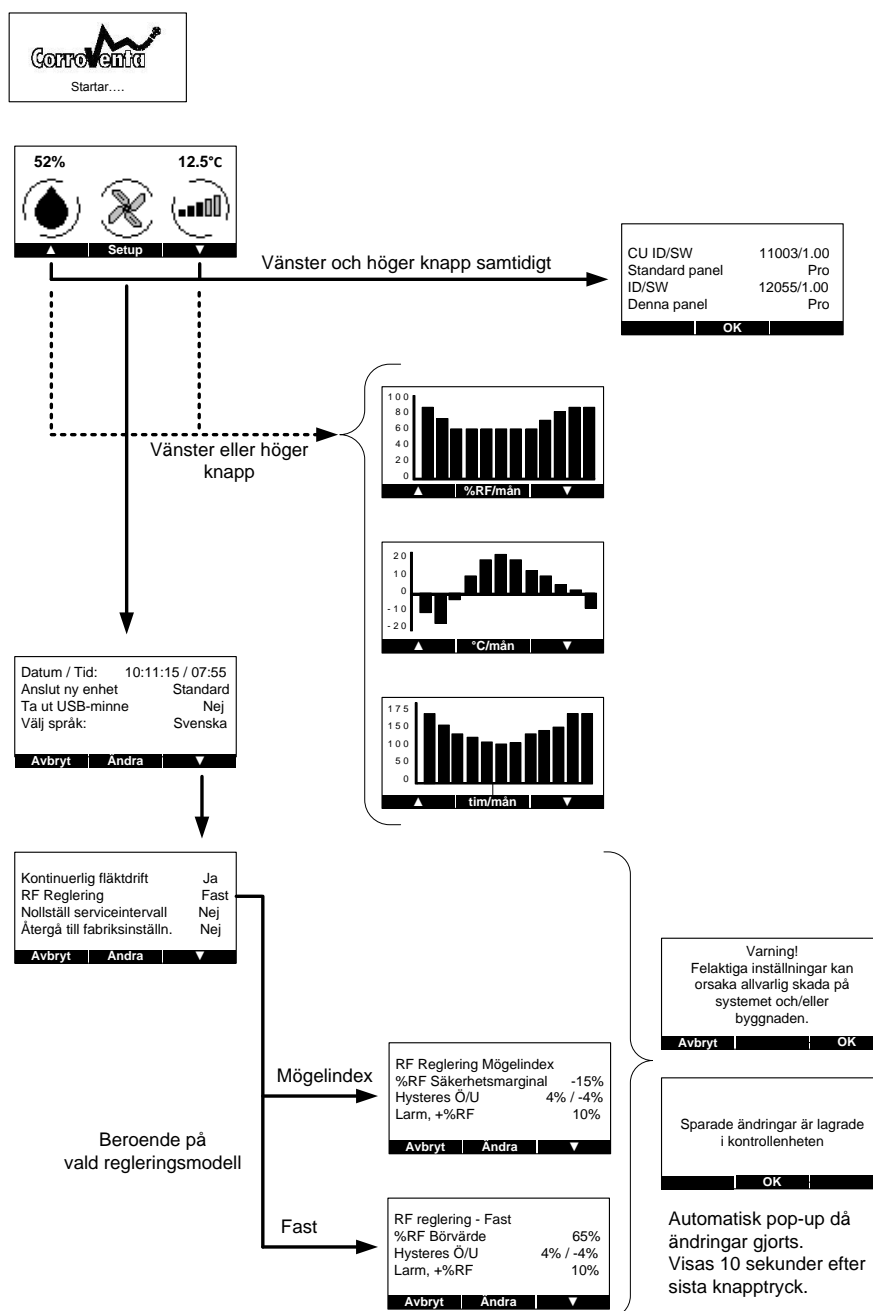 CorroVenta
Startar….
52% 12.5°C
▲ Setup ▼
Vänster och höger knapp samtidigt
CU ID/SW 11003/1.00
Standard panel Pro
ID/SW 12055/1.00
Denna panel Pro
OK
Vänster eller höger
knapp
100
80
60
40
20
0
▲ %RF/mån ▼
20
10
0
-10
-20
▲ °C/mån ▼
175
150
100
50
0
▲ tim/mån ▼
Datum / Tid: 10:11:15 / 07:55
Anslut ny enhet Standard
Ta ut USB-minne Nej
Välj språk: Svenska
Avbryt Ändra ▼
Kontinuerlig fläktdrift Ja
RF Reglering Fast
Nollställ serviceintervall Nej
Återgå till fabriksinställn. Nej
Avbryt Ändra ▼
Beroende på
vald regleringsmodell
Mögelindex
RF Reglering Mögelindex
%RF Säkerhetsmarginal -15%
Hysteres Ö/U 4% / -4%
Larm, +%RF 10%
Avbryt Ändra ▼
Fast
RF reglering - Fast
%RF Börvärde 65%
Hysteres Ö/U 4% / -4%
Larm, +%RF 10%
Avbryt Ändra ▼
Varning!
Felaktiga inställningar kan
orsaka allvarlig skada på
systemet och/eller
byggnaden.
Avbryt OK
Sparade ändringar är lagrade
i kontrollenheten
OK
Automatisk pop-up då
ändringar gjorts.
Visas 10 sekunder efter
sista knapptryck.